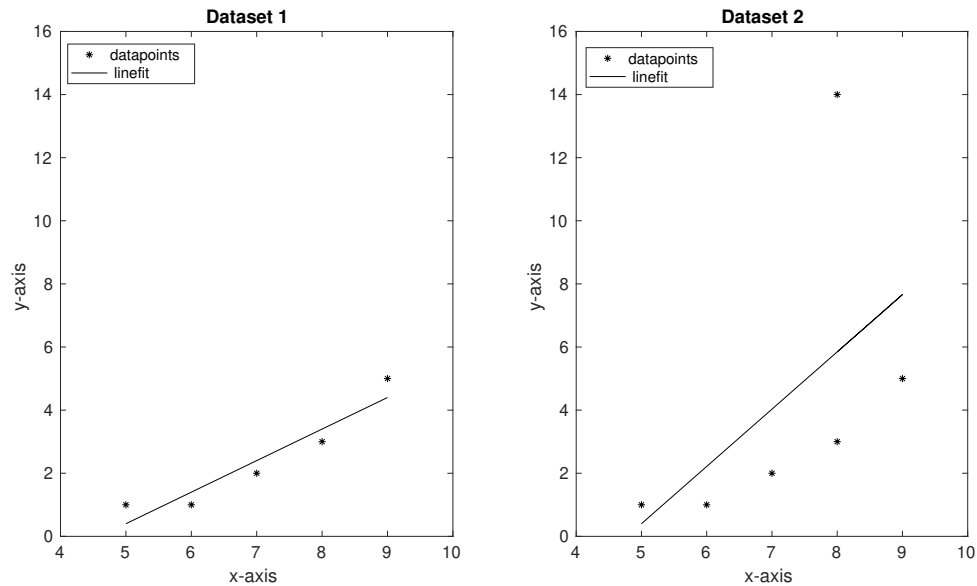 Dataset 1
16
14
12
10
8
6
4
2
0
y-axis
datapoints
linefit
4 5 6 7 8 9 10
x-axis
Dataset 2
16
14
12
10
8
6
4
2
0
y-axis
datapoints
linefit
4 5 6 7 8 9 10
x-axis